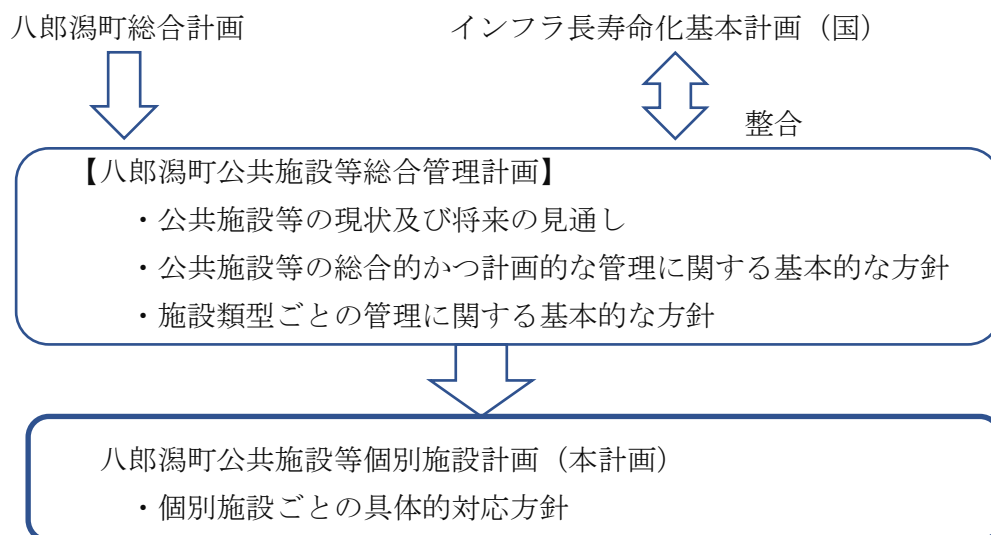 八郎潟町総合計画
インフラ長寿命化基本計画（国）
整合
【八郎潟町公共施設等総合管理計画】
・公共施設等の現状及び将来の見通し
・公共施設等の総合的かつ計画的な管理に関する基本的な方針
・施設類型ごとの管理に関する基本的な方針
八郎潟町公共施設等個別施設計画（本計画）
・個別施設ごとの具体的対応方針